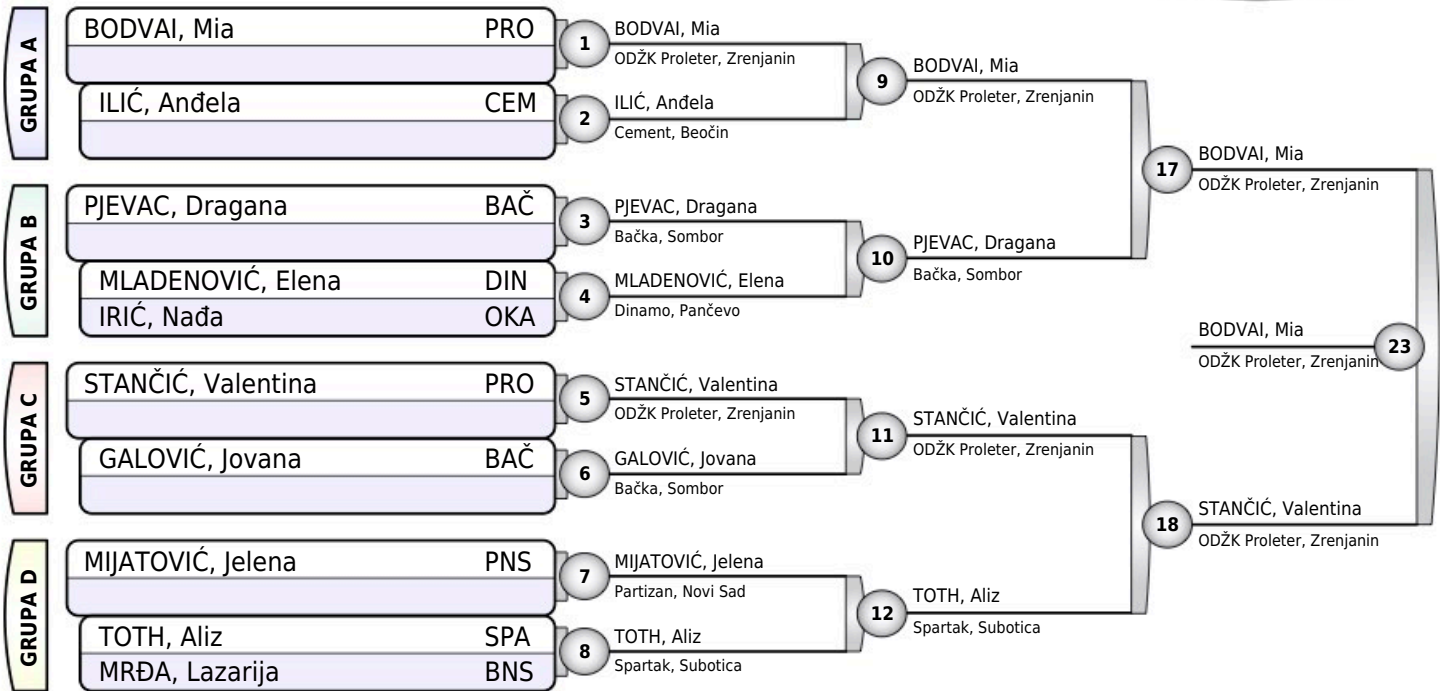 GRUPA A
BODVAI, Mia PRO
ILIĆ, Anđela CEM
1
BODVAI, Mia
ODŽK Proleter, Zrenjanin
2
ILIĆ, Anđela
Cement, Beočin
9
BODVAI, Mia
ODŽK Proleter, Zrenjanin
GRUPA B
PJEVAC, Dragana BAČ
MLADENOVIĆ, Elena DIN
IRIĆ, Nađa OKA
3
PJEVAC, Dragana
Bačka, Sombor
4
MLADENOVIĆ, Elena
Dinamo, Pančevo
10
PJEVAC, Dragana
Bačka, Sombor
17
BODVAI, Mia
ODŽK Proleter, Zrenjanin
GRUPA C
STANČIĆ, Valentina PRO
GALOVIĆ, Jovana BAČ
5
STANČIĆ, Valentina
ODŽK Proleter, Zrenjanin
6
GALOVIĆ, Jovana
Bačka, Sombor
11
STANČIĆ, Valentina
ODŽK Proleter, Zrenjanin
GRUPA D
MIJATOVIĆ, Jelena PNS
TOTH, Aliz SPA
MRĐA, Lazarija BNS
7
MIJATOVIĆ, Jelena
Partizan, Novi Sad
8
TOTH, Aliz
Spartak, Subotica
12
TOTH, Aliz
Spartak, Subotica
18
STANČIĆ, Valentina
ODŽK Proleter, Zrenjanin
BODVAI, Mia
ODŽK Proleter, Zrenjanin
23